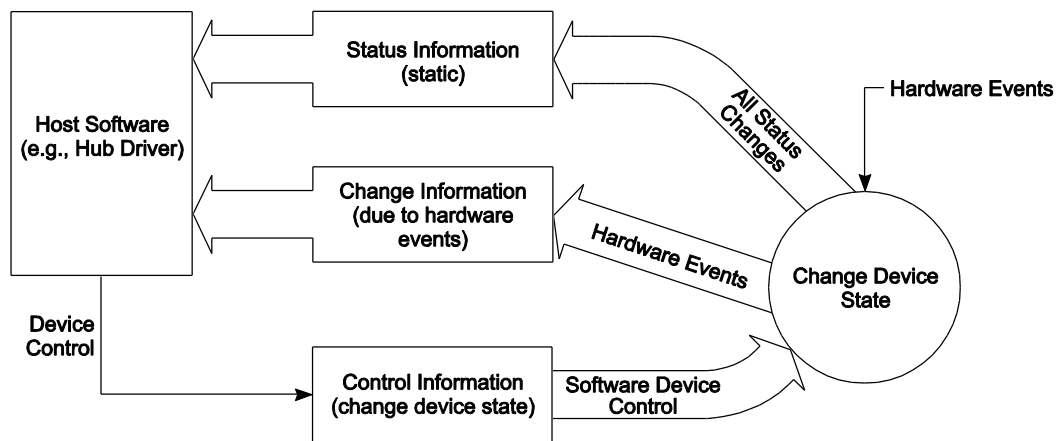 Status Information
(static)
All Status
Changes
Hardware Events
Host Software
(e.g., Hub Driver)
Change Information
(due to hardware
events)
Hardware Events
Change Device
State
Device
Control
Control Information
(change device state)
Software Device
Control